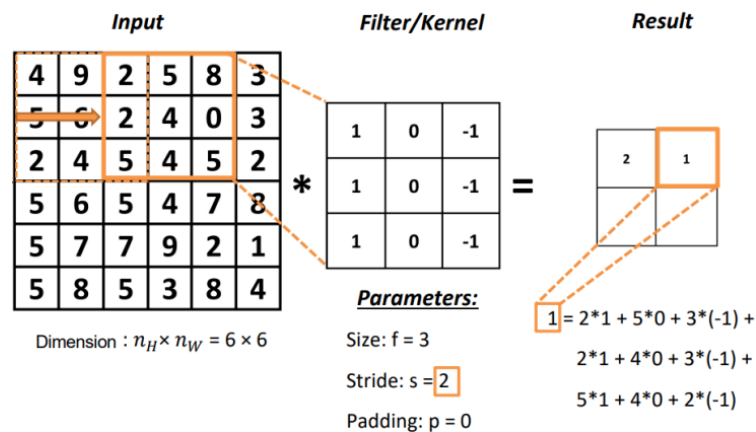 Input
Filter/Kernel
Result
4 9 2 5 8 3
5 6 2 4 0 3
2 4 5 4 5 2
5 6 5 4 7 8
5 7 7 9 2 1
5 8 5 3 8 4
*
1 0 -1
1 0 -1
1 0 -1
=
2 1
Dimension : n_H × n_W = 6 × 6
Parameters:
Size: f = 3
Stride: s = 2
Padding: p = 0
1 = 2*1 + 5*0 + 3*(-1) +
2*1 + 4*0 + 3*(-1) +
5*1 + 4*0 + 2*(-1)